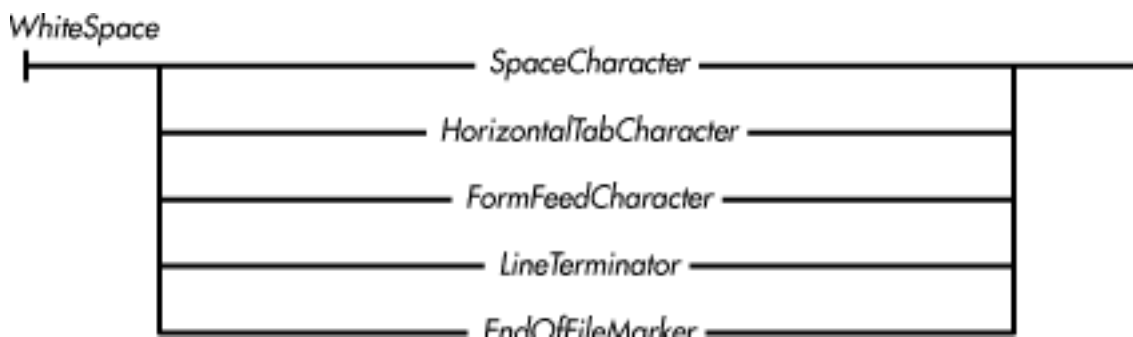 WhiteSpace
SpaceCharacter
HorizontalTabCharacter
FormFeedCharacter
LineTerminator
EndOfFileMarker